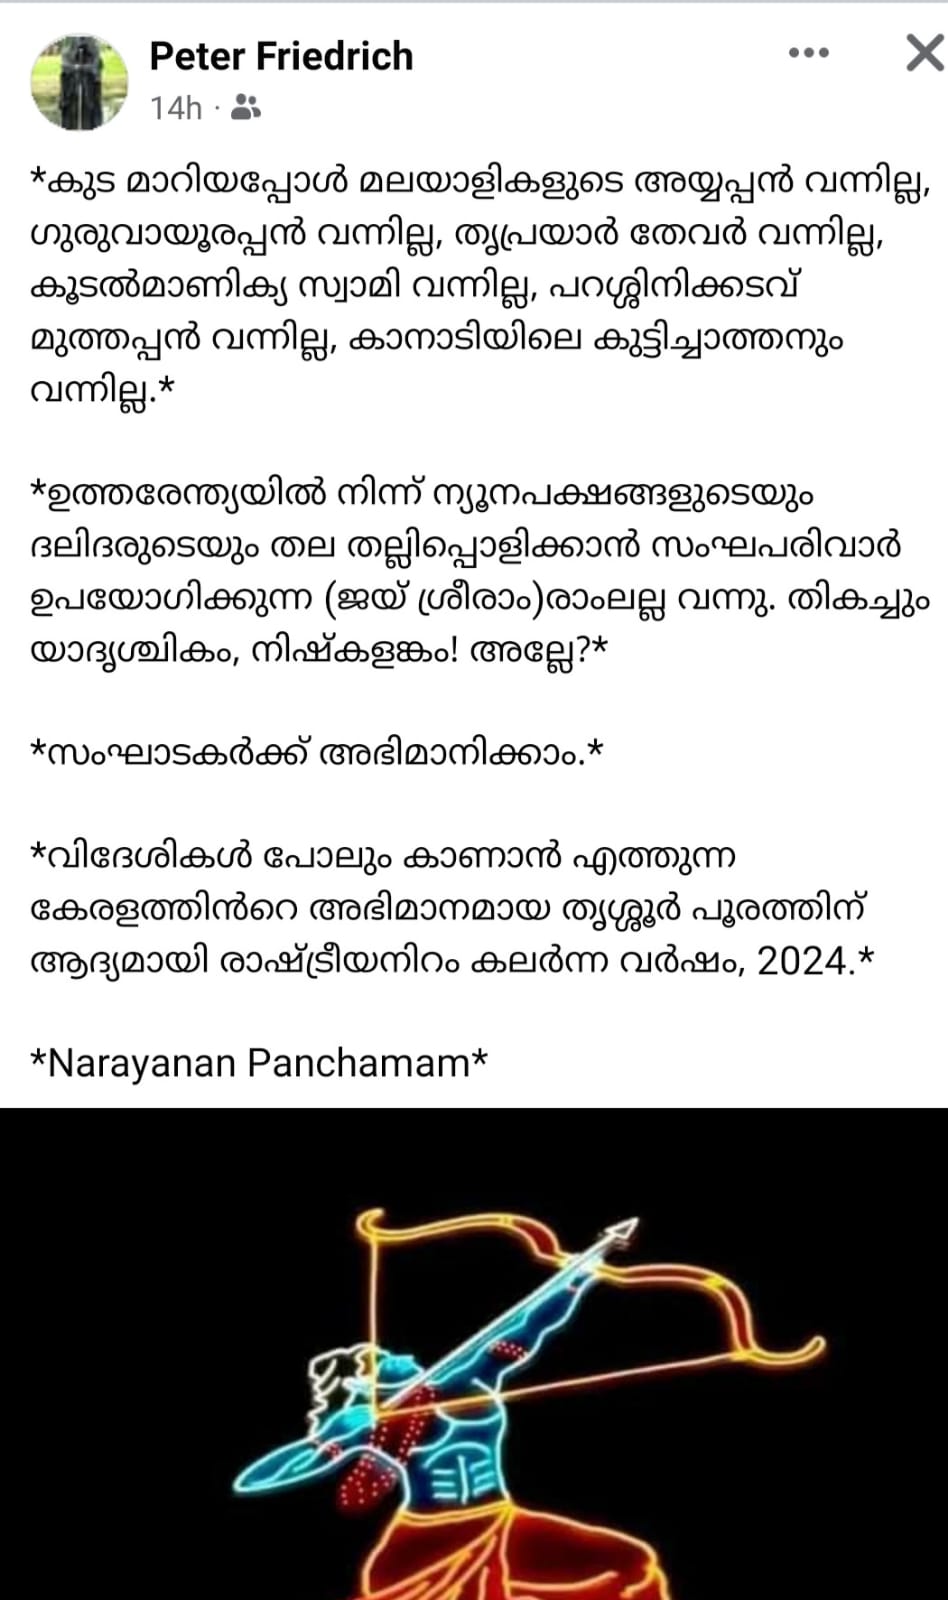 Peter Friedrich
14h ·
*കുട മാറിയപ്പോൾ മലയാളികളുടെ അയ്യപ്പൻ വന്നില്ല,
ഗുരുവായൂരപ്പൻ വന്നില്ല, തൃപ്രയാർ തേവർ വന്നില്ല,
കൂടൽമാണിക്യ സ്വാമി വന്നില്ല, പറശ്ശിനിക്കടവ്
മുത്തപ്പൻ വന്നില്ല, കാനാടിയിലെ കുട്ടിച്ചാത്തനും
വന്നില്ല.*
*ഉത്തരേന്ത്യയിൽ നിന്ന് ന്യൂനപക്ഷങ്ങളുടെയും
ദലിദരുടെയും തല തല്ലിപ്പൊളിക്കാൻ സംഘപരിവാർ
ഉപയോഗിക്കുന്ന (ജയ് ശ്രീരാം)രാംലല്ല വന്നു. തികച്ചും
യാദൃശ്ചികം, നിഷ്കളങ്കം! അല്ലേ?*
*സംഘാടകർക്ക് അഭിമാനിക്കാം.*
*വിദേശികൾ പോലും കാണാൻ എത്തുന്ന
കേരളത്തിൻറെ അഭിമാനമായ തൃശ്ശൂർ പൂരത്തിന്
ആദ്യമായി രാഷ്ട്രീയനിറം കലർന്ന വർഷം, 2024.*
*Narayanan Panchamam*